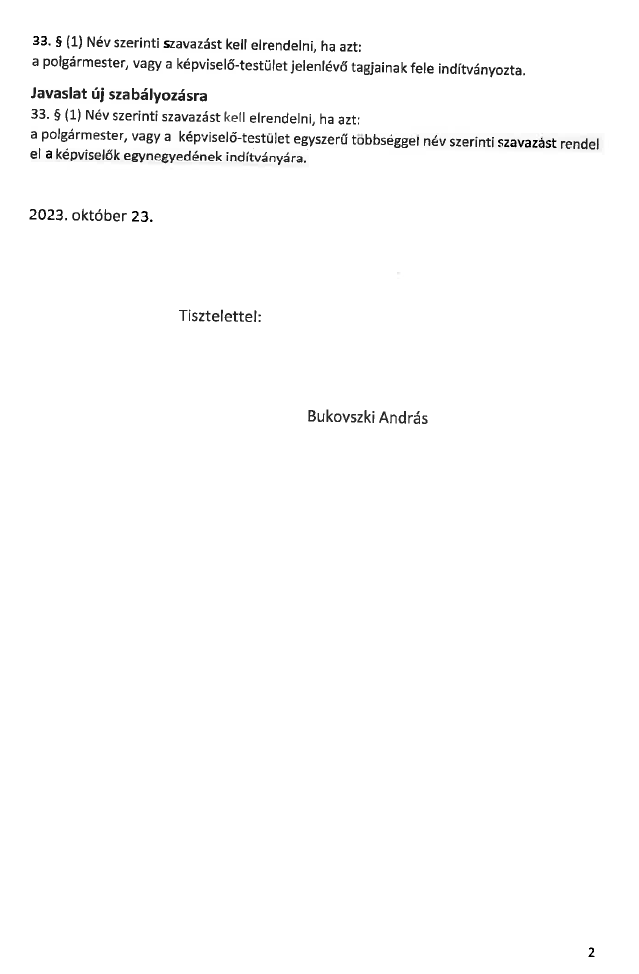 33. § (1) Név szerinti szavazást kell elrendelni, ha azt:
a polgármester, vagy a képviselő-testület jelenlévő tagjainak fele indítványozta.
Javaslat új szabályozásra
33. § (1) Név szerinti szavazást kell elrendelni, ha azt:
a polgármester, vagy a képviselő-testület egyszerű többséggel név szerinti szavazást rendel
el a képviselők egynegyedének indítványára.
2023. október 23.
Tisztelettel:
Bukovszki András
2